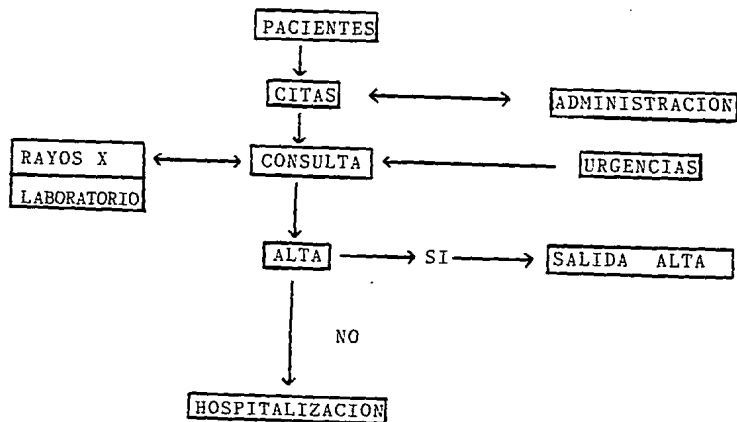 PACIENTES
CITAS
ADMINISTRACION
RAYOS X
CONSULTA
URGENCIAS
LABORATORIO
ALTA
SI
SALIDA ALTA
NO
HOSPITALIZACION